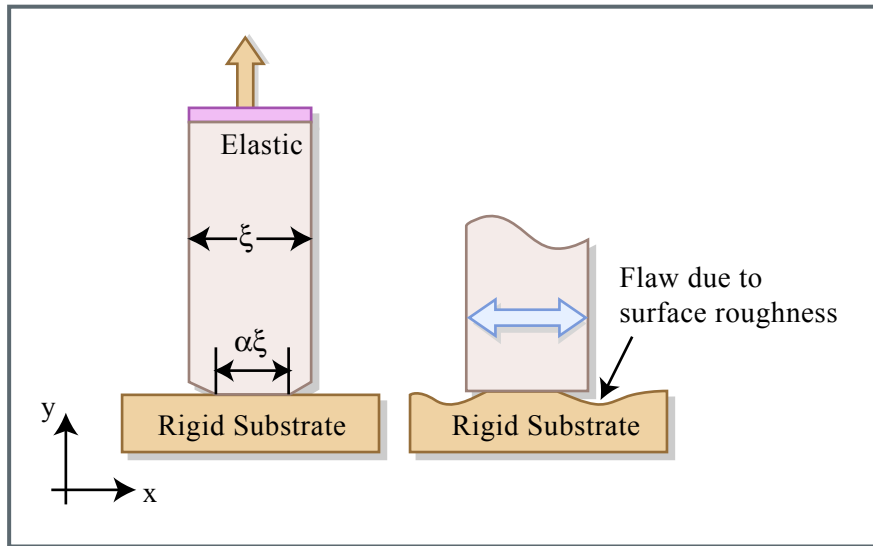 Elastic
ξ
αξ
Rigid Substrate
y
x
Flaw due to
surface roughness
Rigid Substrate